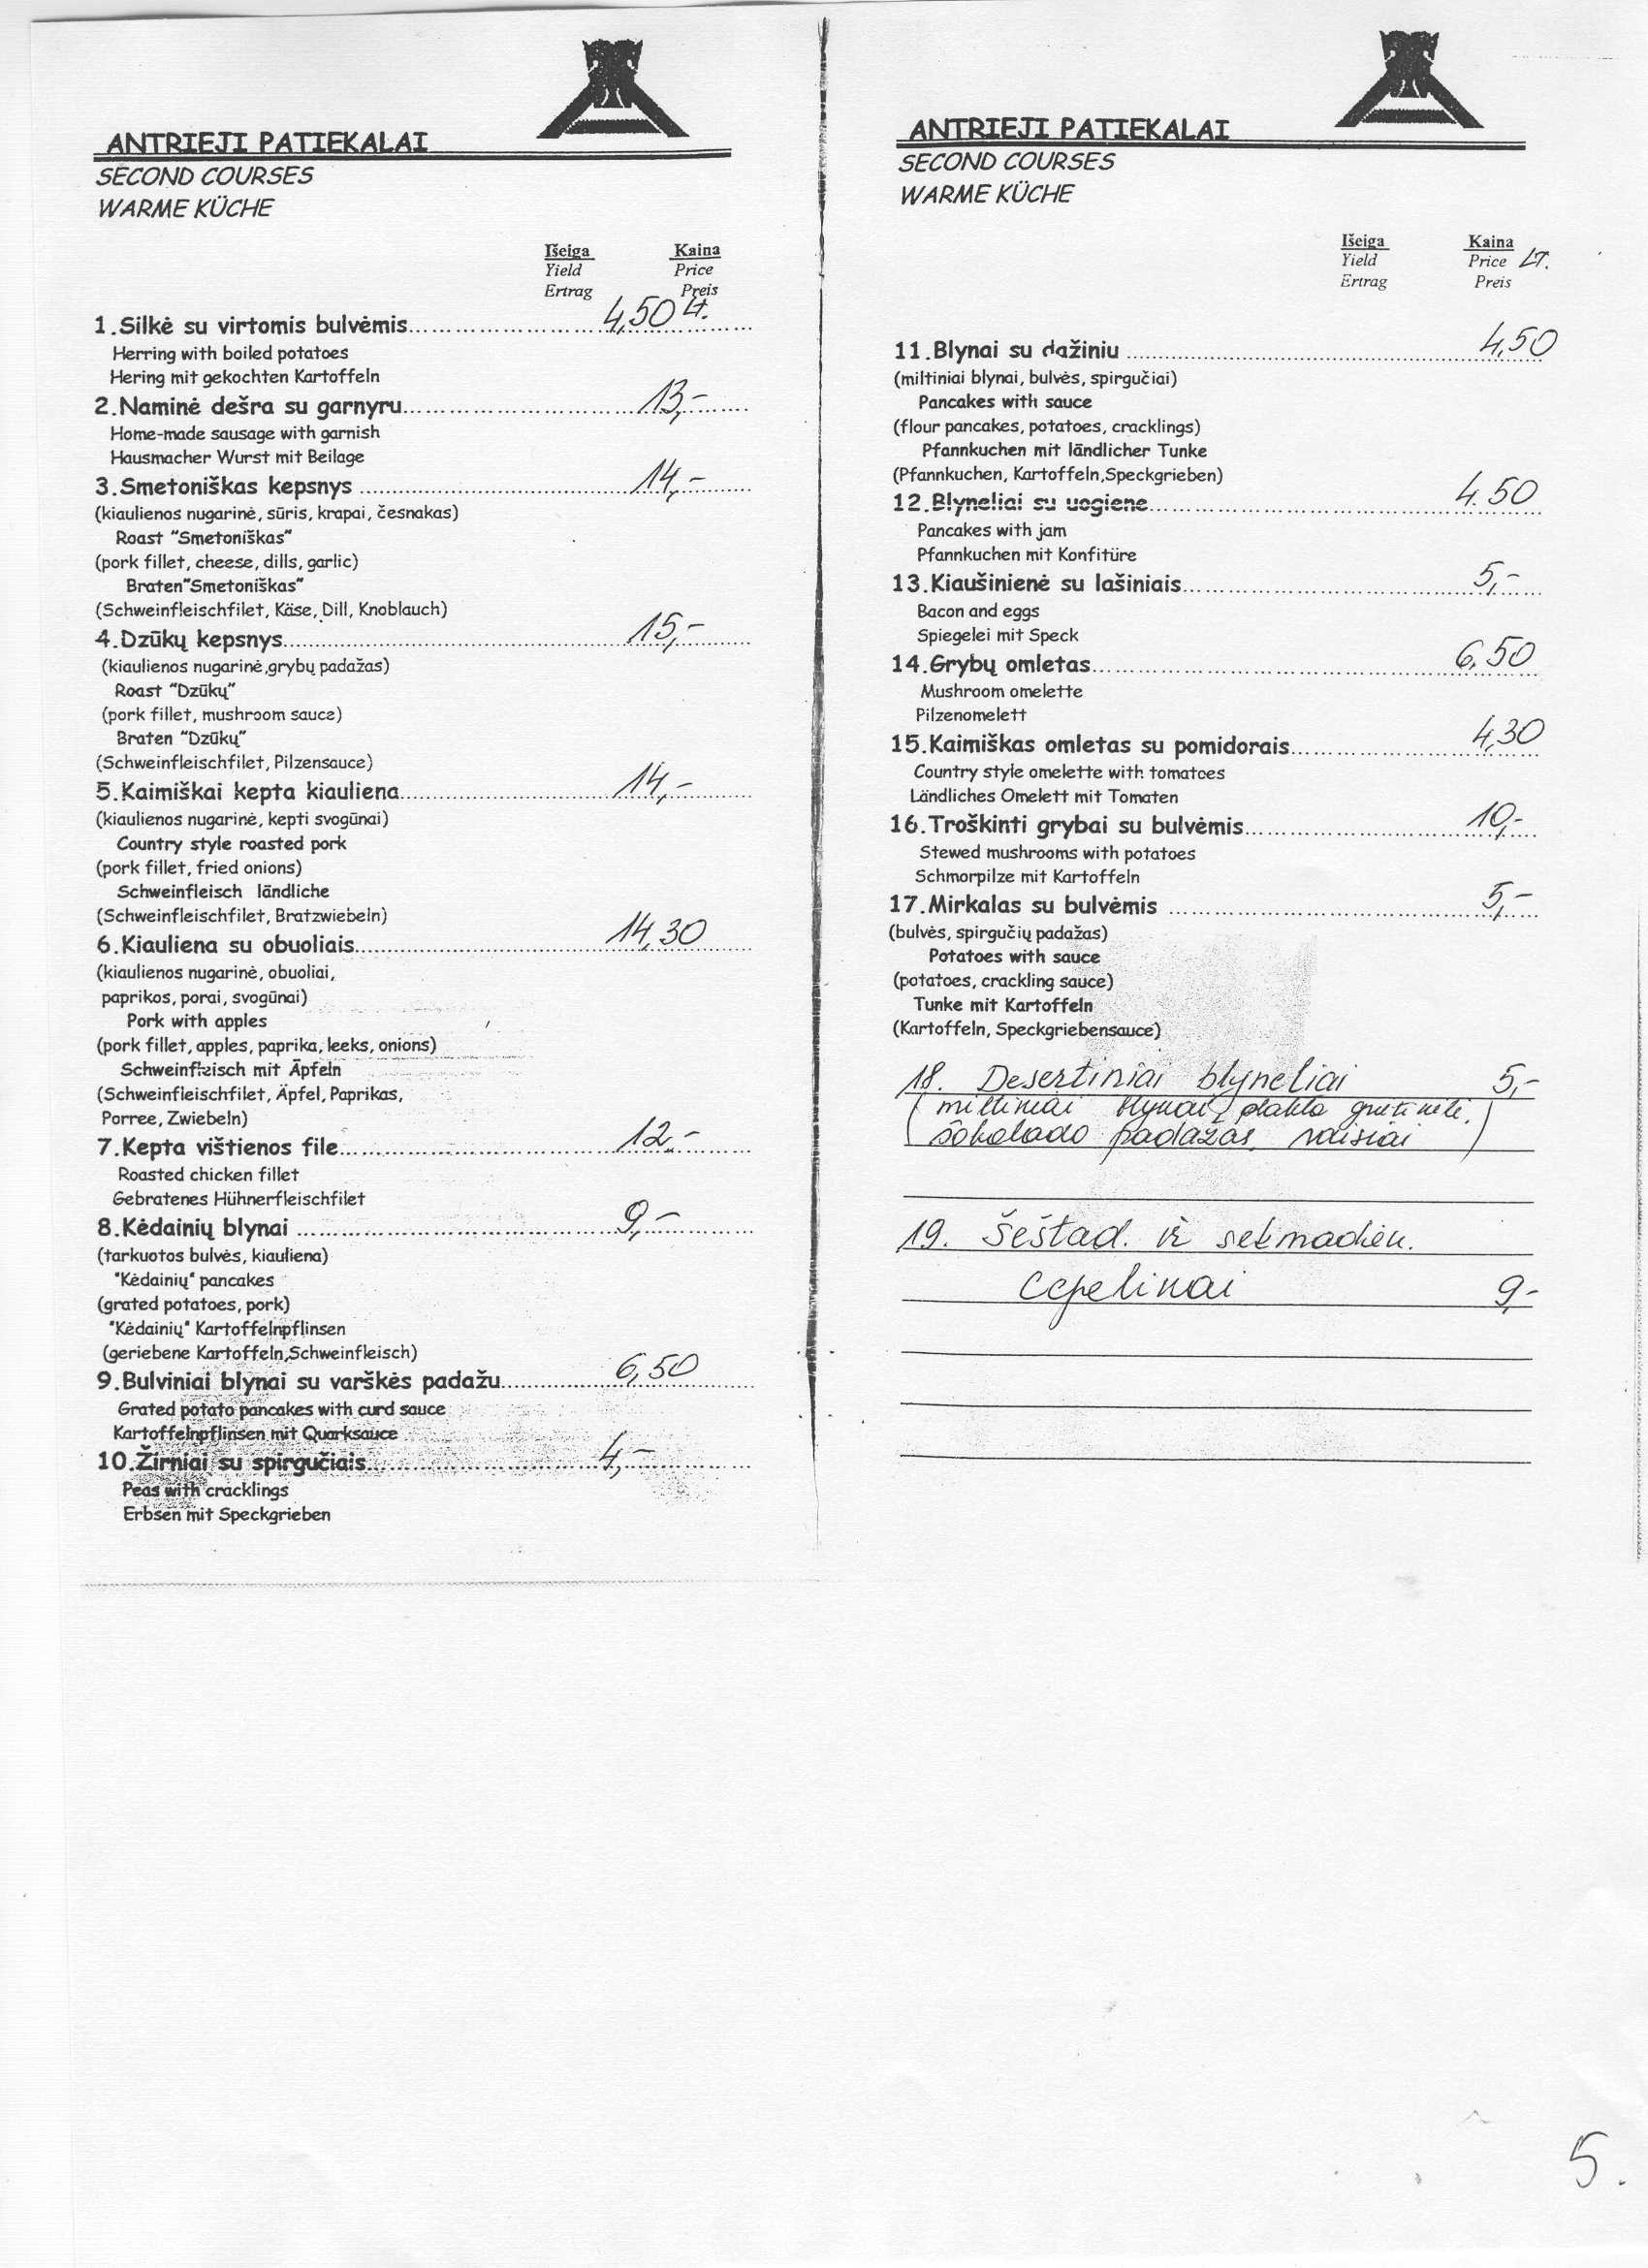 ANTRIEJI PATIEKALAI
SECOND COURSES
WARME KÜCHE
Išeiga Kaina
Yield Price
Ertrag Preis
1.Silkė su virtomis bulvėmis 4,50 Lt.
Herring with boiled potatoes
Hering mit gekochten Kartoffeln
2.Naminė dešra su garnyru 13,-
Home-made sausage with garnish
Hausmacher Wurst mit Beilage
3.Smetoniškas kepsnys 14,-
(kiaulienos nugarinė, sūris, krapai, česnakas)
Roast "Smetoniškas"
(pork fillet, cheese, dills, garlic)
Braten"Smetoniškas"
(Schweinfleischfilet, Käse, Dill, Knoblauch)
4.Dzūkų kepsnys 15,-
(kiaulienos nugarinė,grybų padažas)
Roast "Dzūkų"
(pork fillet, mushroom sauce)
Braten "Dzūkų"
(Schweinfleischfilet, Pilzensauce)
5.Kaimiškai kepta kiauliena 14,-
(kiaulienos nugarinė, kepti svogūnai)
Country style roasted pork
(pork fillet, fried onions)
Schweinfleisch ländliche
(Schweinfleischfilet, Bratzwiebeln)
6.Kiauliena su obuoliais 14,30
(kiaulienos nugarinė, obuoliai,
paprikos, porai, svogūnai)
Pork with apples
(pork fillet, apples, paprika, leeks, onions)
Schweinfleisch mit Äpfeln
(Schweinfleischfilet, Äpfel, Paprikas,
Porree, Zwiebeln)
7.Kepta vištienos file 12.-
Roasted chicken fillet
Gebratenes Hühnerfleischfilet
8.Kėdainių blynai 9,-
(tarkuotos bulvės, kiauliena)
"Kėdainių" pancakes
(grated potatoes, pork)
"Kėdainių" Kartoffelnpflinsen
(geriebene Kartoffeln,Schweinfleisch)
9.Bulviniai blynai su varškės padažu 6,50
Grated potato pancakes with curd sauce
Kartoffelnpflinsen mit Quarksauce
10.Žirniai su spirgučiais 4,-
Peas with cracklings
Erbsen mit Speckgrieben
ANTRIEJI PATIEKALAI
SECOND COURSES
WARME KÜCHE
Išeiga Kaina
Yield Price LT.
Ertrag Preis
11.Blynai su dažiniu 4,50
(miltiniai blynai, bulvės, spirgučiai)
Pancakes with sauce
(flour pancakes, potatoes, cracklings)
Pfannkuchen mit ländlicher Tunke
(Pfannkuchen, Kartoffeln,Speckgrieben)
12.Blyneliai su uogiene 4.50
Pancakes with jam
Pfannkuchen mit Konfitüre
13.Kiaušinienė su lašiniais 5,-
Bacon and eggs
Spiegelei mit Speck
14.Grybų omletas 6,50
Mushroom omelette
Pilzenomelett
15.Kaimiškas omletas su pomidorais 4,30
Country style omelette with tomatoes
Ländliches Omelett mit Tomaten
16.Troškinti grybai su bulvėmis 10,-
Stewed mushrooms with potatoes
Schmorpilze mit Kartoffeln
17.Mirkalas su bulvėmis 5,-
(bulvės, spirgučių padažas)
Potatoes with sauce
(potatoes, crackling sauce)
Tunke mit Kartoffeln
(Kartoffeln, Speckgriebensauce)
18. Desertiniai blyneliai 5,-
(miltiniai blynai, plakta grietinėlė,
šokolado padažas, vaisiai)
19. Šeštad. ir sekmadien.
Cepelinai 9,-
5.